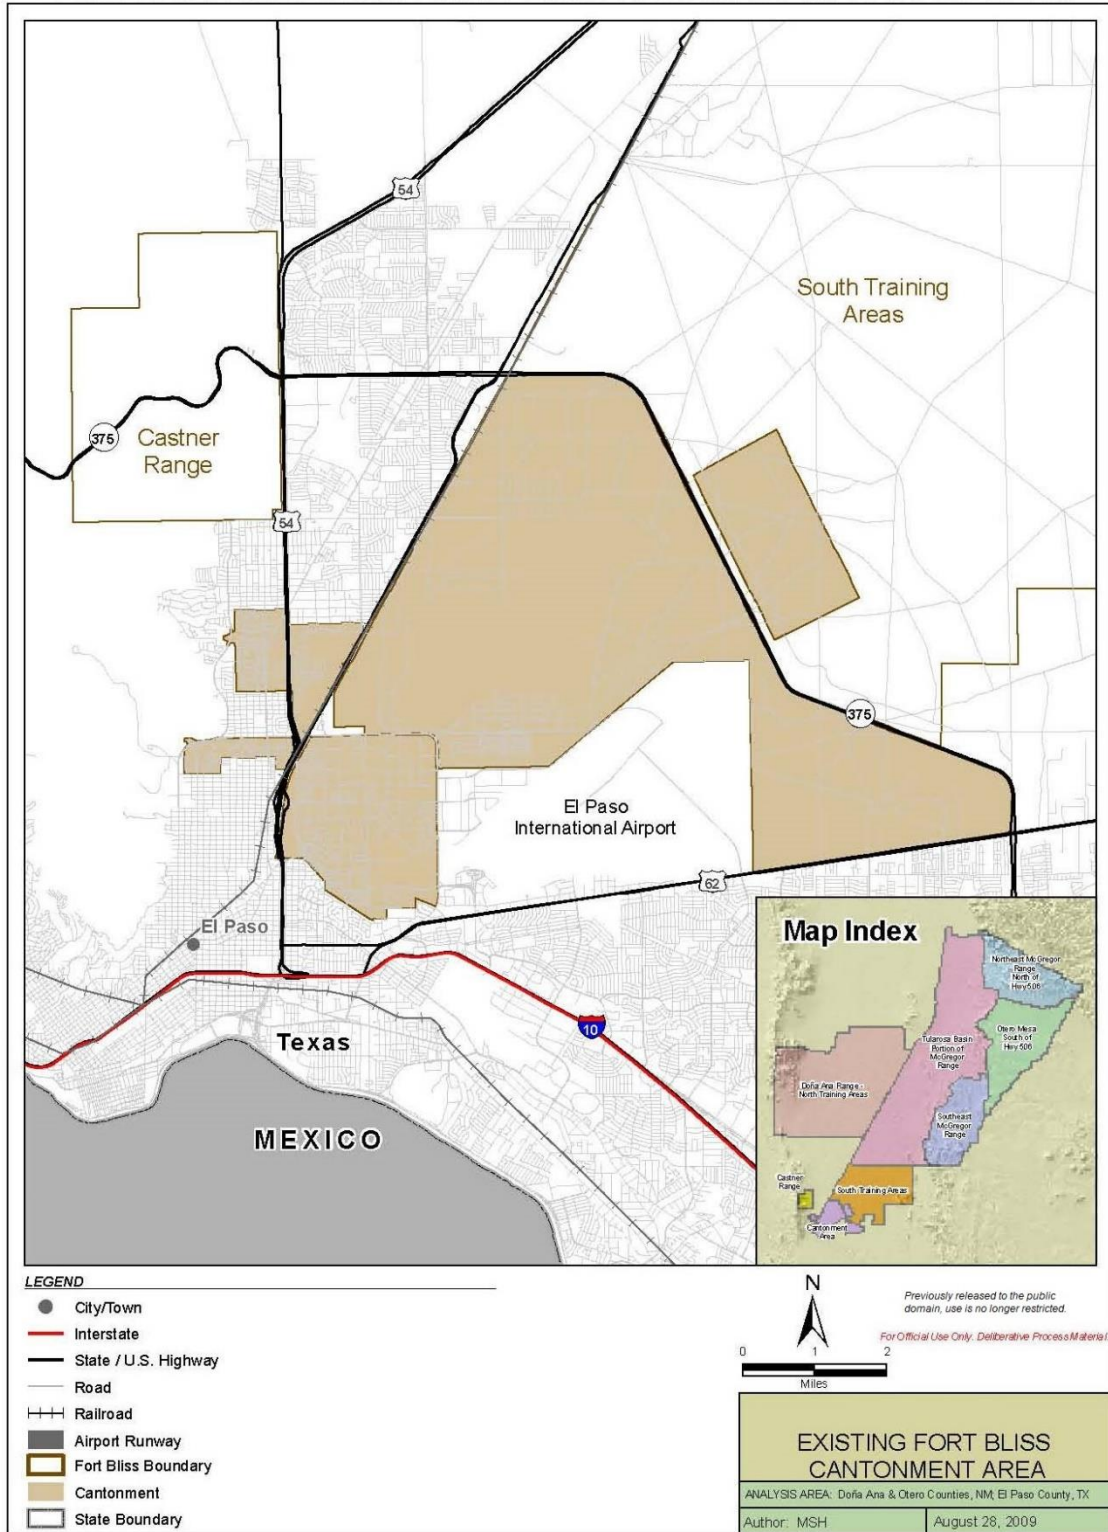 54
South Training
Areas
375
Castner
Range
54
375
El Paso
International Airport
62
El Paso
10
Texas
MEXICO
Map Index
Northeast McGregor
Range
North of
Hwy 506
Otero Mesa
South of
Hwy 506
Tularosa Basin
Portion of
McGregor
Range
Doña Ana Range -
North Training Areas
Southeast
McGregor
Range
Castner
Range
South Training Areas
Cantonment
Area
LEGEND
City/Town
Interstate
State / U.S. Highway
Road
Railroad
Airport Runway
Fort Bliss Boundary
Cantonment
State Boundary
N
0 1 2
Miles
Previously released to the public
domain, use is no longer restricted.
For Official Use Only. Deliberative Process Material.
EXISTING FORT BLISS
CANTONMENT AREA
ANALYSIS AREA: Doña Ana & Otero Counties, NM; El Paso County, TX
Author: MSH
August 28, 2009